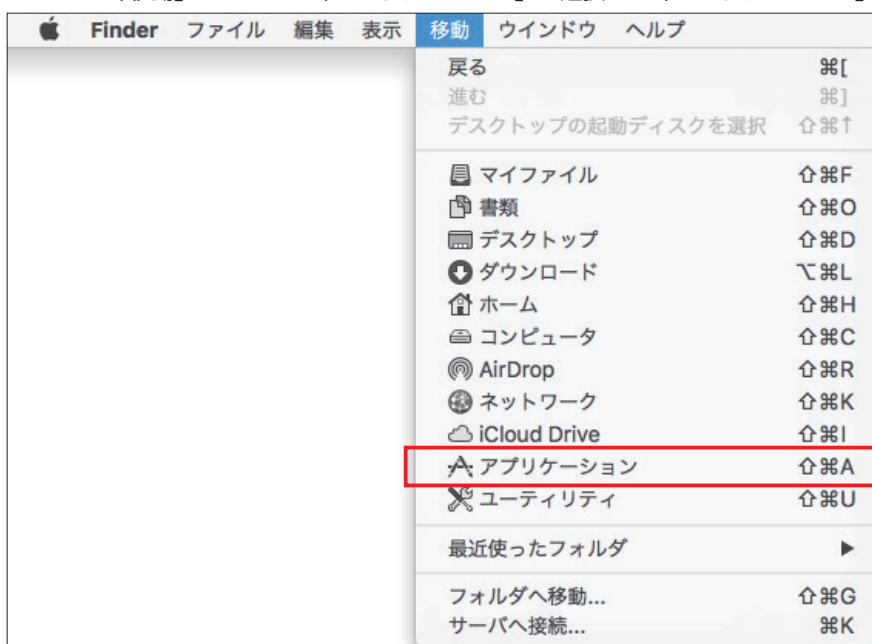 Finder ファイル 編集 表示 移動 ウインドウ ヘルプ
戻る ⌘[
進む ⌘]
デスクトップの起動ディスクを選択 ⇧⌘↑
マイファイル ⇧⌘F
書類 ⇧⌘O
デスクトップ ⇧⌘D
ダウンロード ⌥⌘L
ホーム ⇧⌘H
コンピュータ ⇧⌘C
AirDrop ⇧⌘R
ネットワーク ⇧⌘K
iCloud Drive ⇧⌘I
アプリケーション ⇧⌘A
ユーティリティ ⇧⌘U
最近使ったフォルダ ▶
フォルダへ移動... ⇧⌘G
サーバへ接続... ⌘K